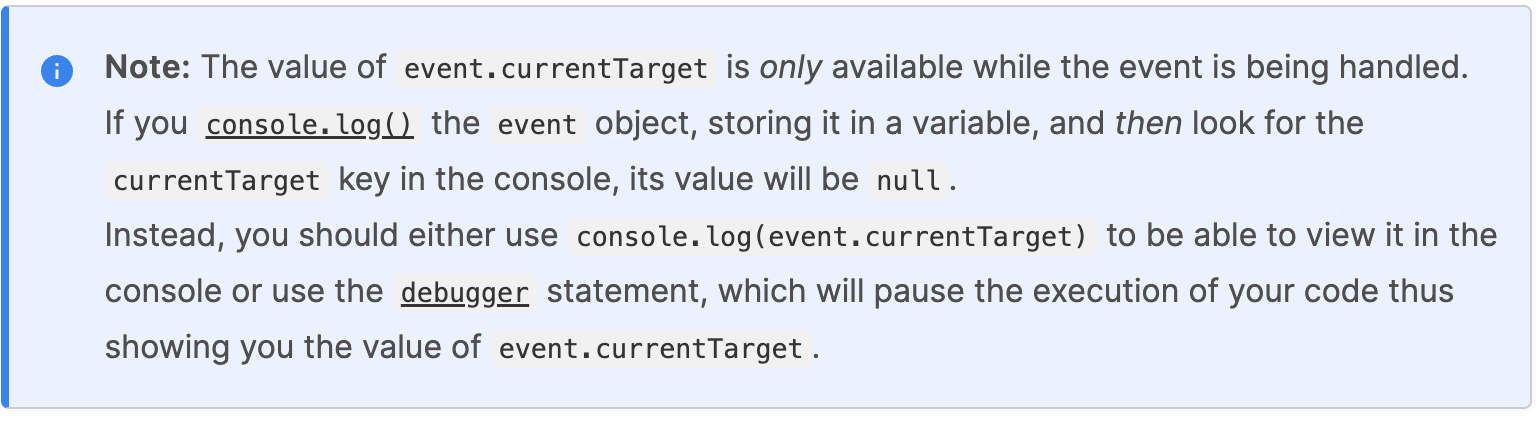 Note: The value of event.currentTarget is only available while the event is being handled.
If you console.log() the event object, storing it in a variable, and then look for the
currentTarget key in the console, its value will be null.
Instead, you should either use console.log(event.currentTarget) to be able to view it in the
console or use the debugger statement, which will pause the execution of your code thus
showing you the value of event.currentTarget.